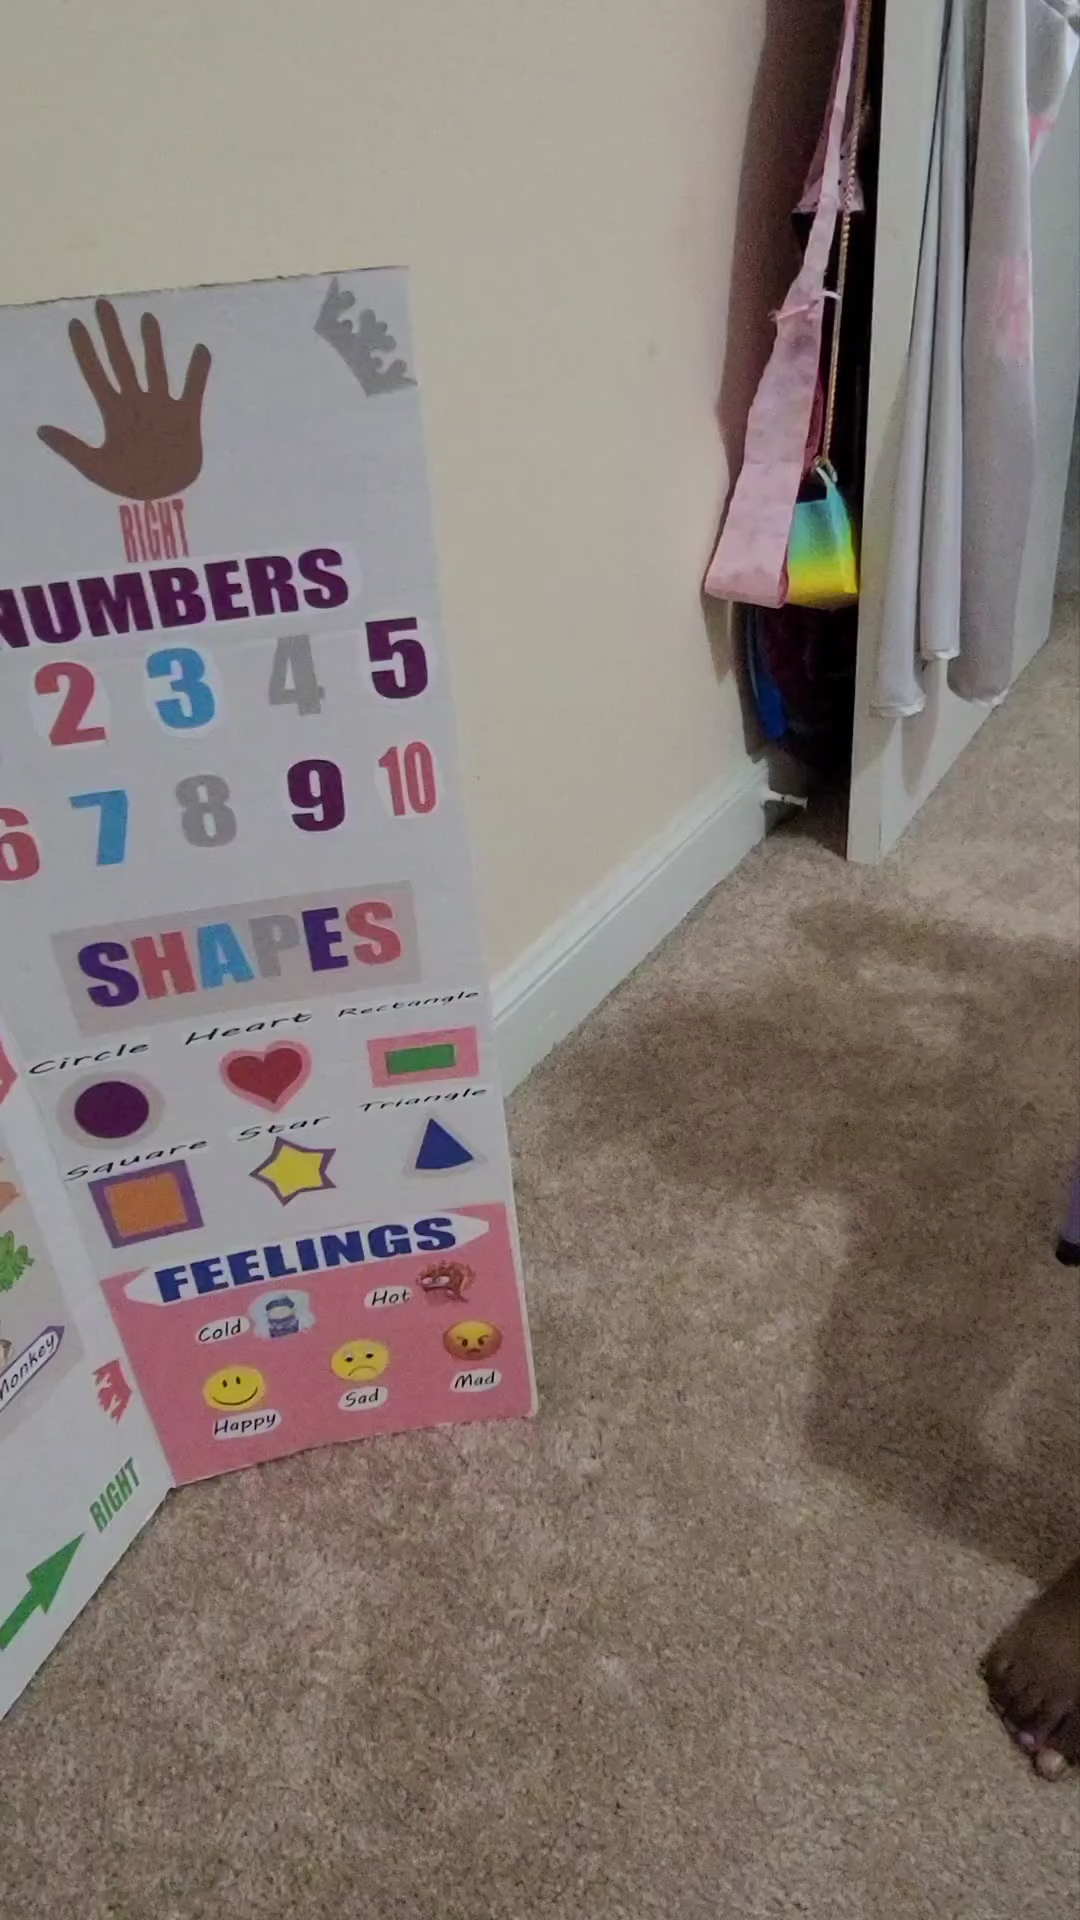 RIGHT
NUMBERS
2 3 4 5
6 7 8 9 10
SHAPES
Circle Heart Rectangle
Square Star Triangle
FEELINGS
Cold Hot
Happy Sad Mad
Monkey
RIGHT